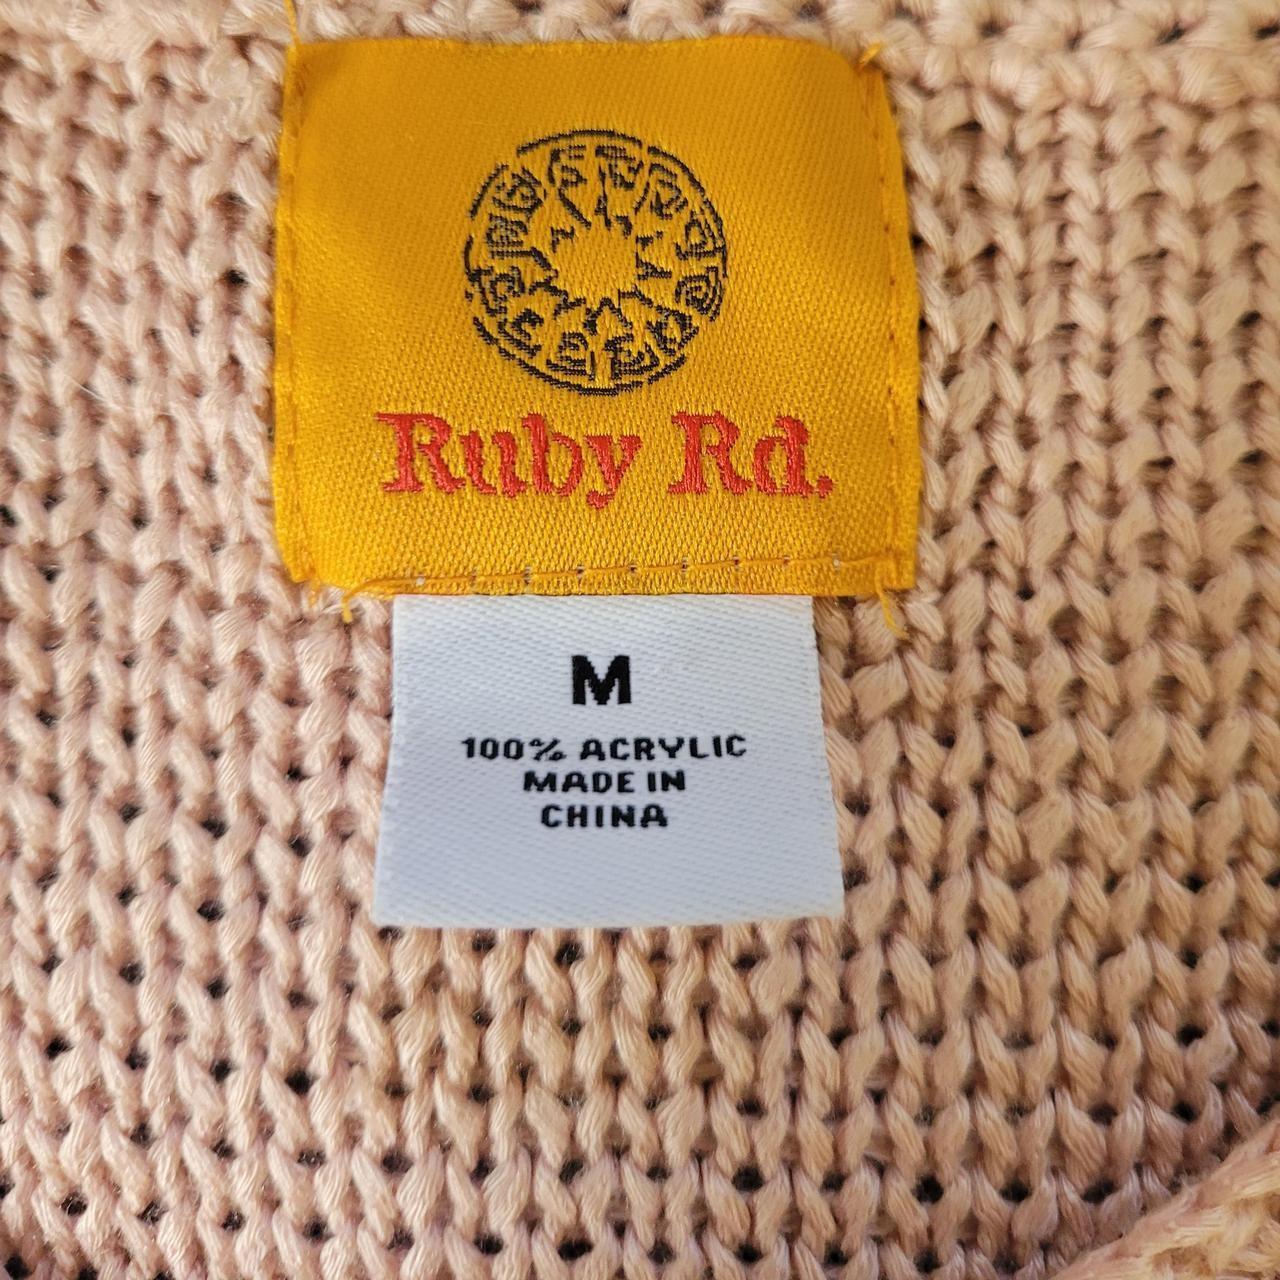 Ruby Rd.
M
100% ACRYLIC
MADE IN
CHINA